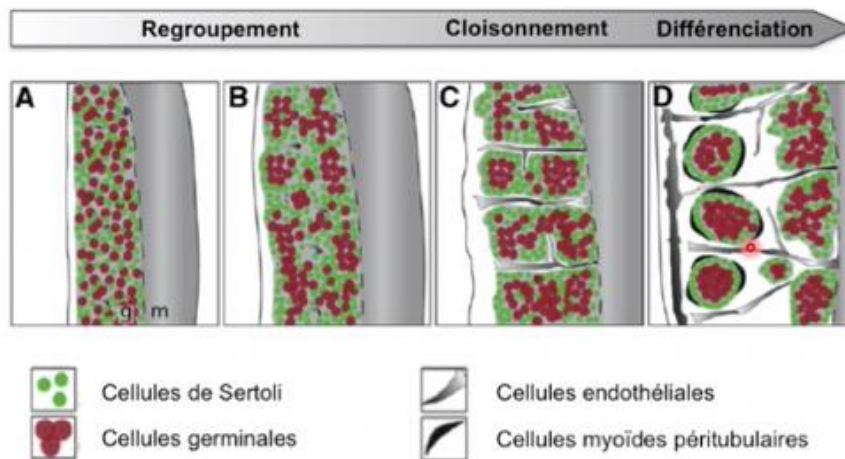 Regroupement Cloisonnement Différenciation
A B C D
g m
Cellules de Sertoli Cellules endothéliales
Cellules germinales Cellules myoïdes péritubulaires